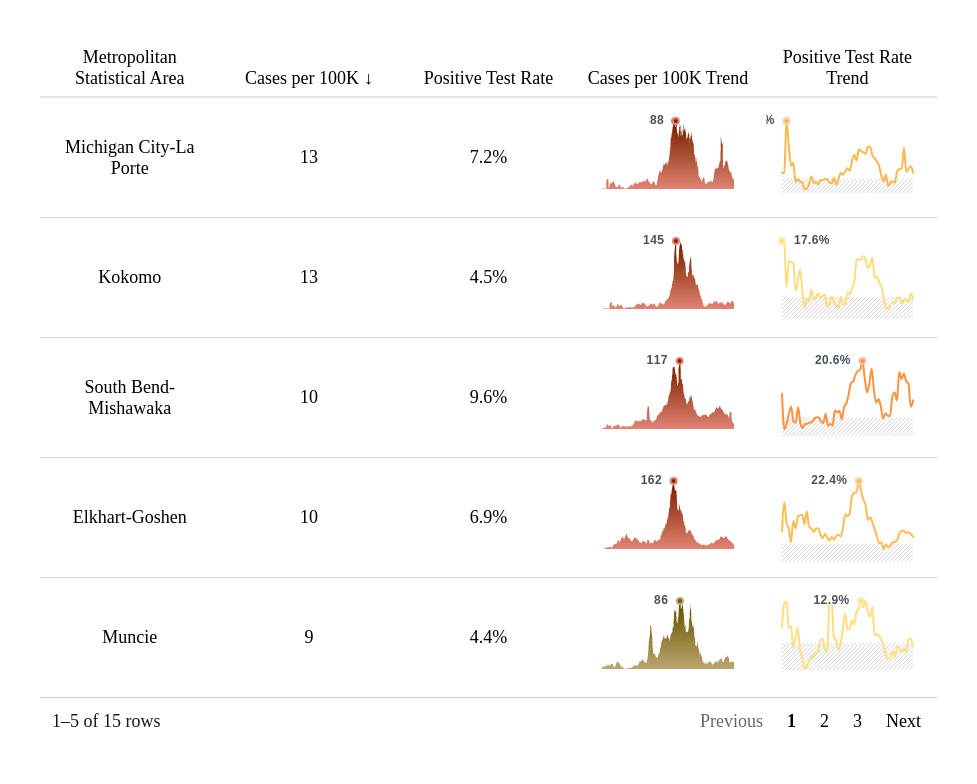 Metropolitan
Statistical Area
Cases per 100K ↓
Positive Test Rate
Cases per 100K Trend
Positive Test Rate
Trend
Michigan City-La
Porte
13
7.2%
88
%
Kokomo
13
4.5%
145
17.6%
South Bend-
Mishawaka
10
9.6%
117
20.6%
Elkhart-Goshen
10
6.9%
162
22.4%
Muncie
9
4.4%
86
12.9%
1–5 of 15 rows
Previous 1 2 3 Next